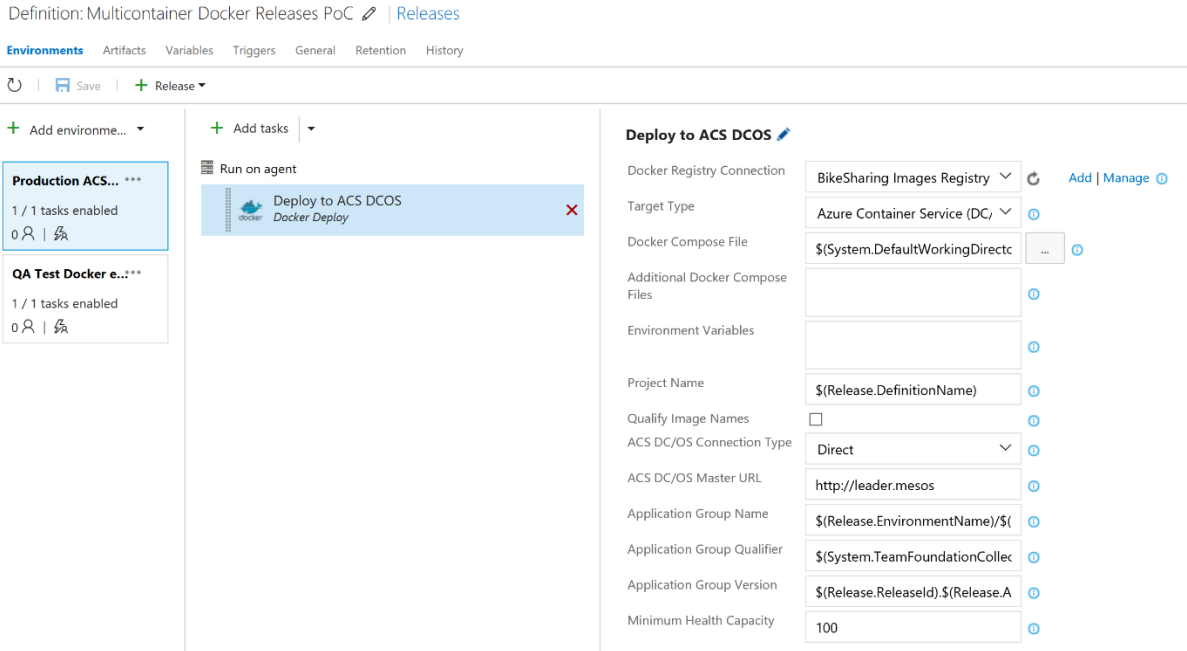 Definition: Multicontainer Docker Releases PoC | Releases
Environments Artifacts Variables Triggers General Retention History
Save | + Release
+ Add environme...
+ Add tasks
Production ACS... •••
1 / 1 tasks enabled
0 |
QA Test Docker e...•••
1 / 1 tasks enabled
0 |
Run on agent
docker
Deploy to ACS DCOS
Docker Deploy
Deploy to ACS DCOS
Docker Registry Connection BikeSharing Images Registry Add | Manage
Target Type Azure Container Service (DC/
Docker Compose File $(System.DefaultWorkingDirectc ...
Additional Docker Compose
Files
Environment Variables
Project Name $(Release.DefinitionName)
Qualify Image Names
ACS DC/OS Connection Type Direct
ACS DC/OS Master URL http://leader.mesos
Application Group Name $(Release.EnvironmentName)/$(
Application Group Qualifier $(System.TeamFoundationCollec
Application Group Version $(Release.ReleaseId).$(Release.A
Minimum Health Capacity 100